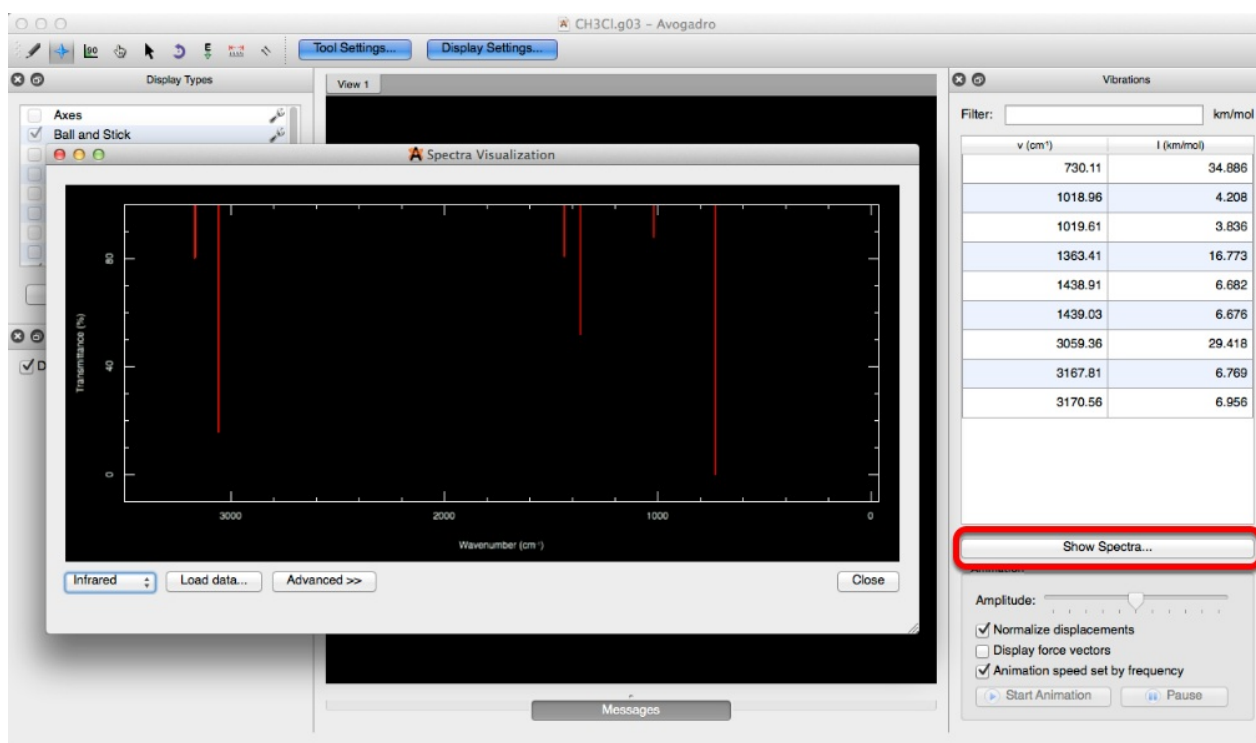 CH3Cl.g03 - Avogadro
Tool Settings...
Display Settings...
Display Types
Axes
Ball and Stick
View 1
Spectra Visualization
80
40
0
Transmittance (%)
3000
2000
1000
0
Wavenumber (cm⁻¹)
Infrared
Load data...
Advanced >>
Close
Messages
Vibrations
Filter:
km/mol
ν (cm⁻¹) I (km/mol)
730.11 34.886
1018.96 4.208
1019.61 3.836
1363.41 16.773
1438.91 6.682
1439.03 6.676
3059.36 29.418
3167.81 6.769
3170.56 6.956
Show Spectra...
Animation
Amplitude:
Normalize displacements
Display force vectors
Animation speed set by frequency
Start Animation
Pause